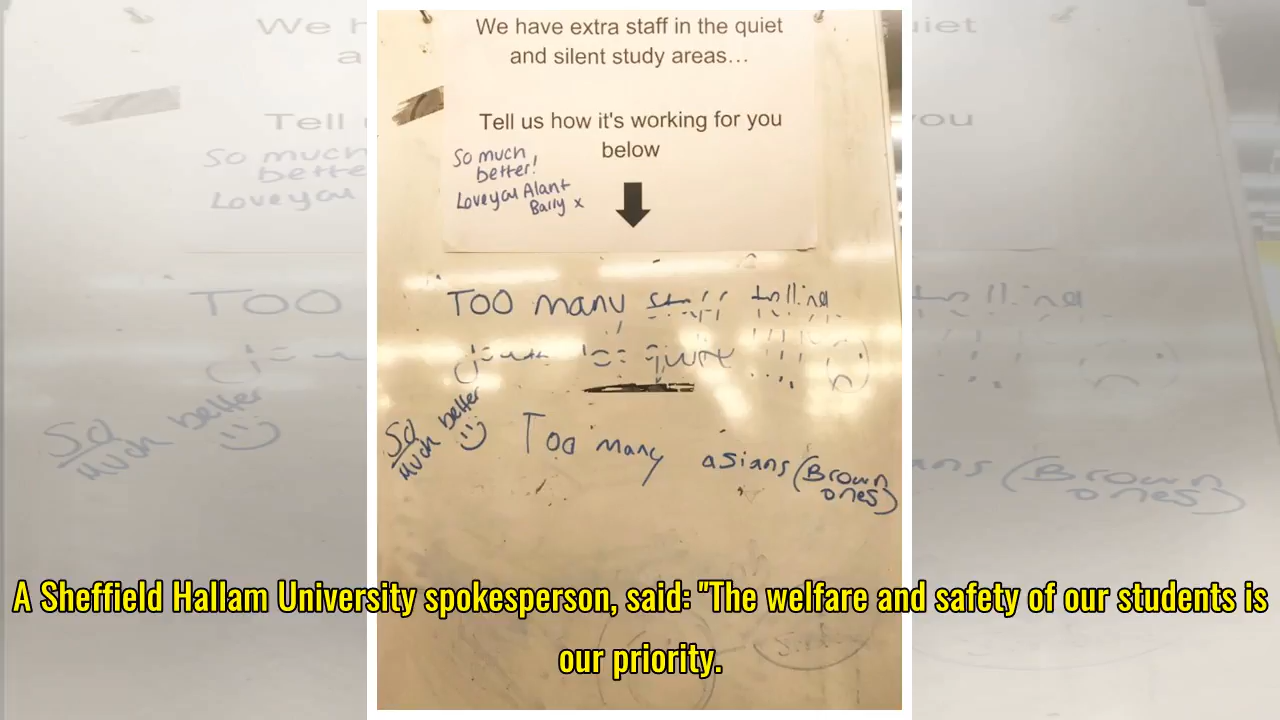 We have extra staff in the quiet
and silent study areas...
Tell us how it's working for you
below
So much
better!
Love you Alant
Barry x
TOO many staff telling
quiet
So
much better
Too many asians (Brown
ones)
A Sheffield Hallam University spokesperson, said: "The welfare and safety of our students is
our priority.